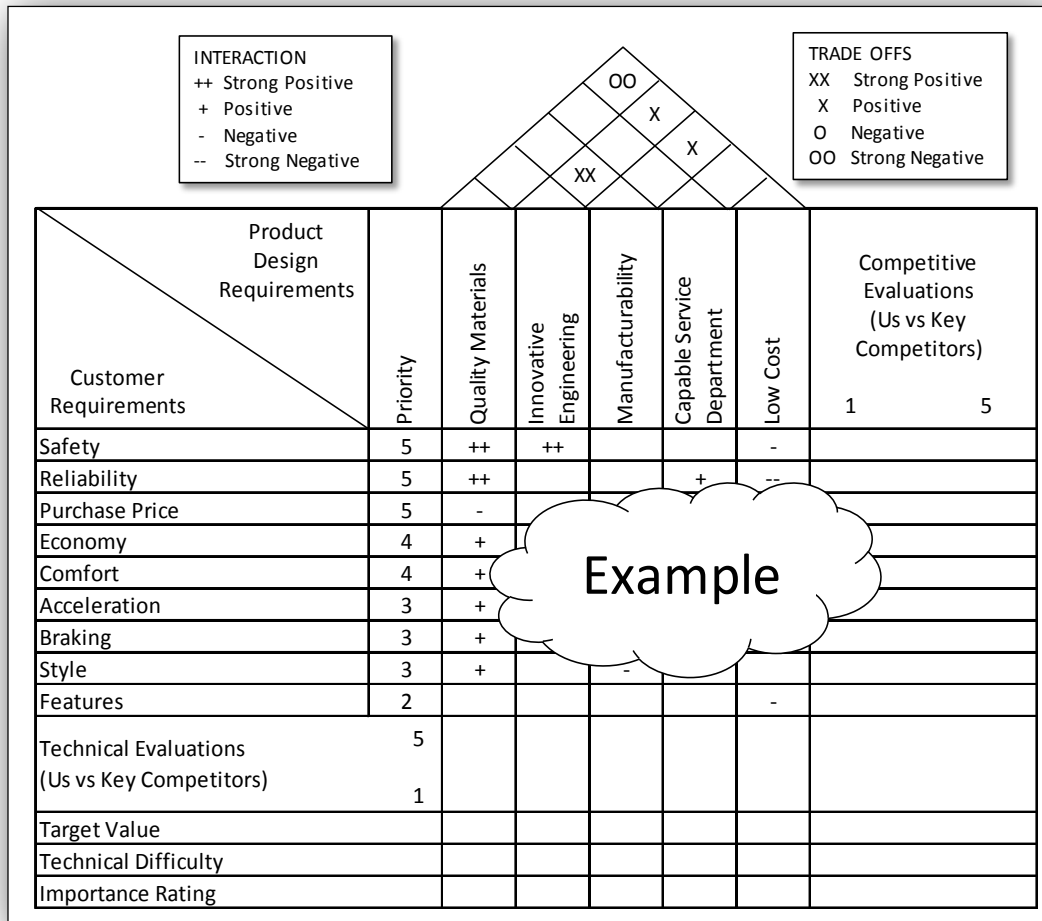 INTERACTION
++ Strong Positive
+ Positive
- Negative
-- Strong Negative
TRADE OFFS
XX Strong Positive
X Positive
O Negative
OO Strong Negative
OO
X
X
XX
Product
Design
Requirements
Customer
Requirements
Priority
Quality Materials
Innovative
Engineering
Manufacturability
Capable Service
Department
Low Cost
Competitive
Evaluations
(Us vs Key
Competitors)
1 5
Safety 5 ++ ++ -
Reliability 5 ++ + --
Purchase Price 5 -
Economy 4 +
Comfort 4 +
Acceleration 3 +
Braking 3 +
Style 3 + -
Features 2 -
Example
Technical Evaluations
(Us vs Key Competitors)
5
1
Target Value
Technical Difficulty
Importance Rating